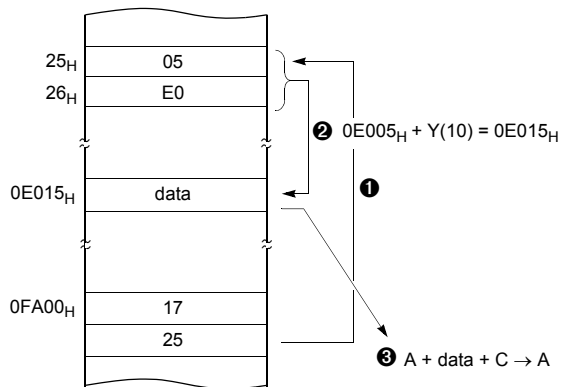 25H 05
26H E0
❷ 0E005H + Y(10) = 0E015H
0E015H data
❶
0FA00H 17
25
❸ A + data + C → A